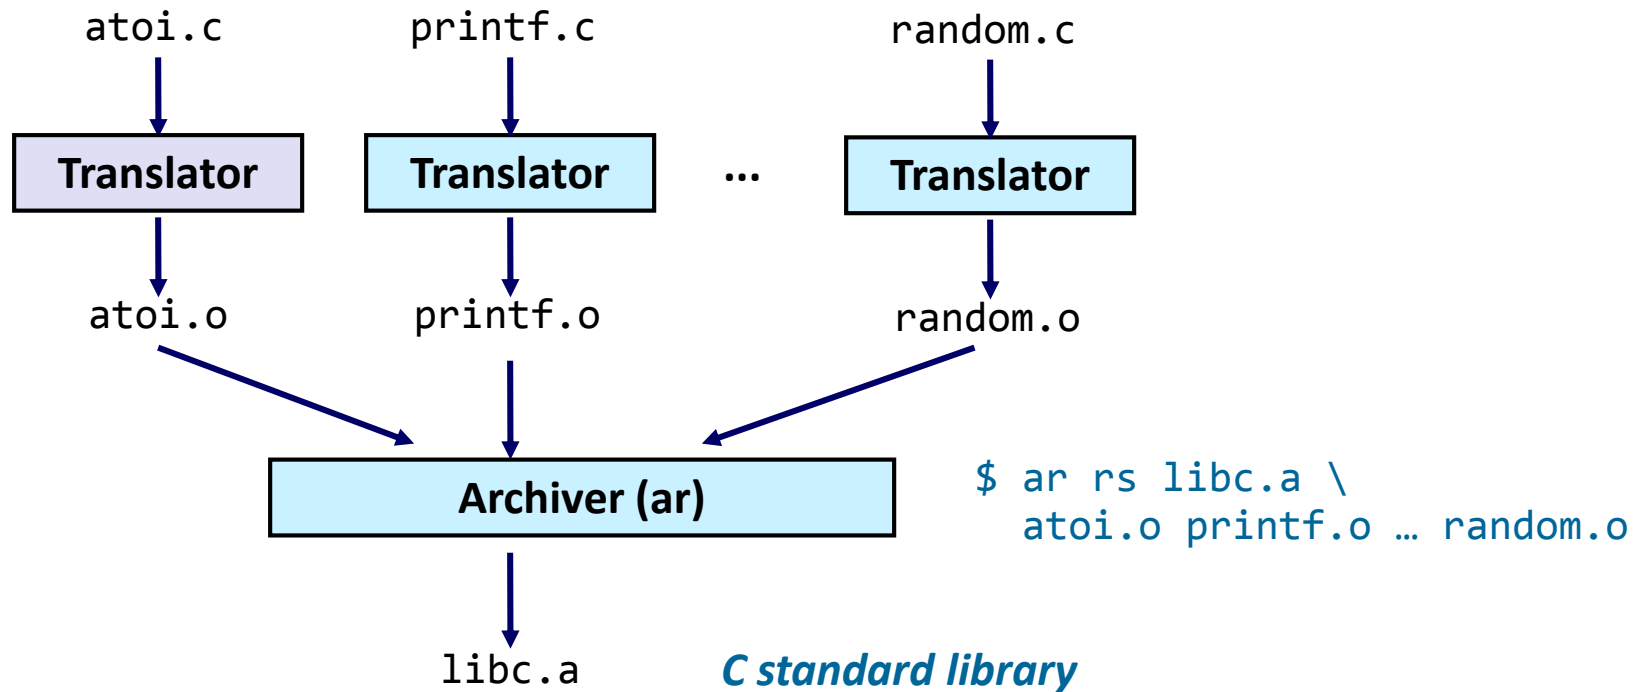 atoi.c printf.c random.c
Translator Translator ... Translator
atoi.o printf.o random.o
Archiver (ar)
$ ar rs libc.a \
atoi.o printf.o … random.o
libc.a C standard library